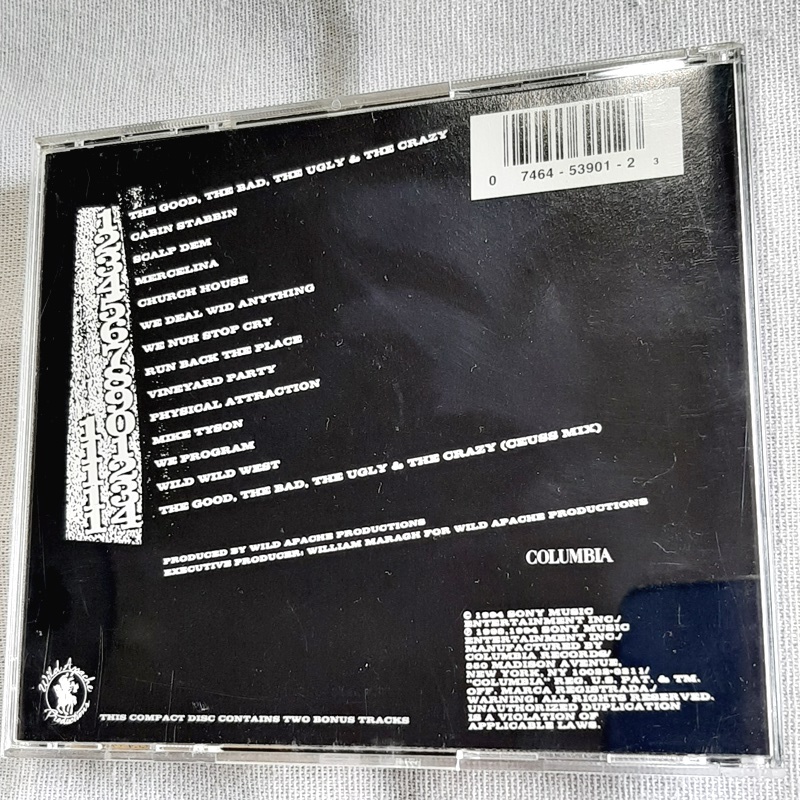 0 7464 - 53901 - 2 3
1 THE GOOD, THE BAD, THE UGLY & THE CRAZY
2 CABIN STABBIN
3 SCALP DEM
4 MERCELINA
5 CHURCH HOUSE
6 WE DEAL WID ANYTHING
7 WE NUH STOP CRY
8 RUN BACK THE PLACE
9 VINEYARD PARTY
10 PHYSICAL ATTRACTION
11 MIKE TYSON
12 WE PROGRAM
13 WILD WILD WEST
14 THE GOOD, THE BAD, THE UGLY & THE CRAZY (CEUSS MIX)
PRODUCED BY WILD APACHE PRODUCTIONS
EXECUTIVE PRODUCER: WILLIAM MARAGH FOR WILD APACHE PRODUCTIONS
COLUMBIA
© 1994 SONY MUSIC
ENTERTAINMENT INC./
1994 SONY MUSIC
ENTERTAINMENT INC./
MANUFACTURED BY
COLUMBIA RECORDS/
550 MADISON AVENUE,
NEW YORK,
"COLUMBIA" REG. U.S. PAT. & TM.
OFF. MARCA REGISTRADA./
WARNING: ALL RIGHTS RESERVED.
UNAUTHORIZED DUPLICATION
IS A VIOLATION OF
APPLICABLE LAWS.
Wild Apache
Productions
THIS COMPACT DISC CONTAINS TWO BONUS TRACKS